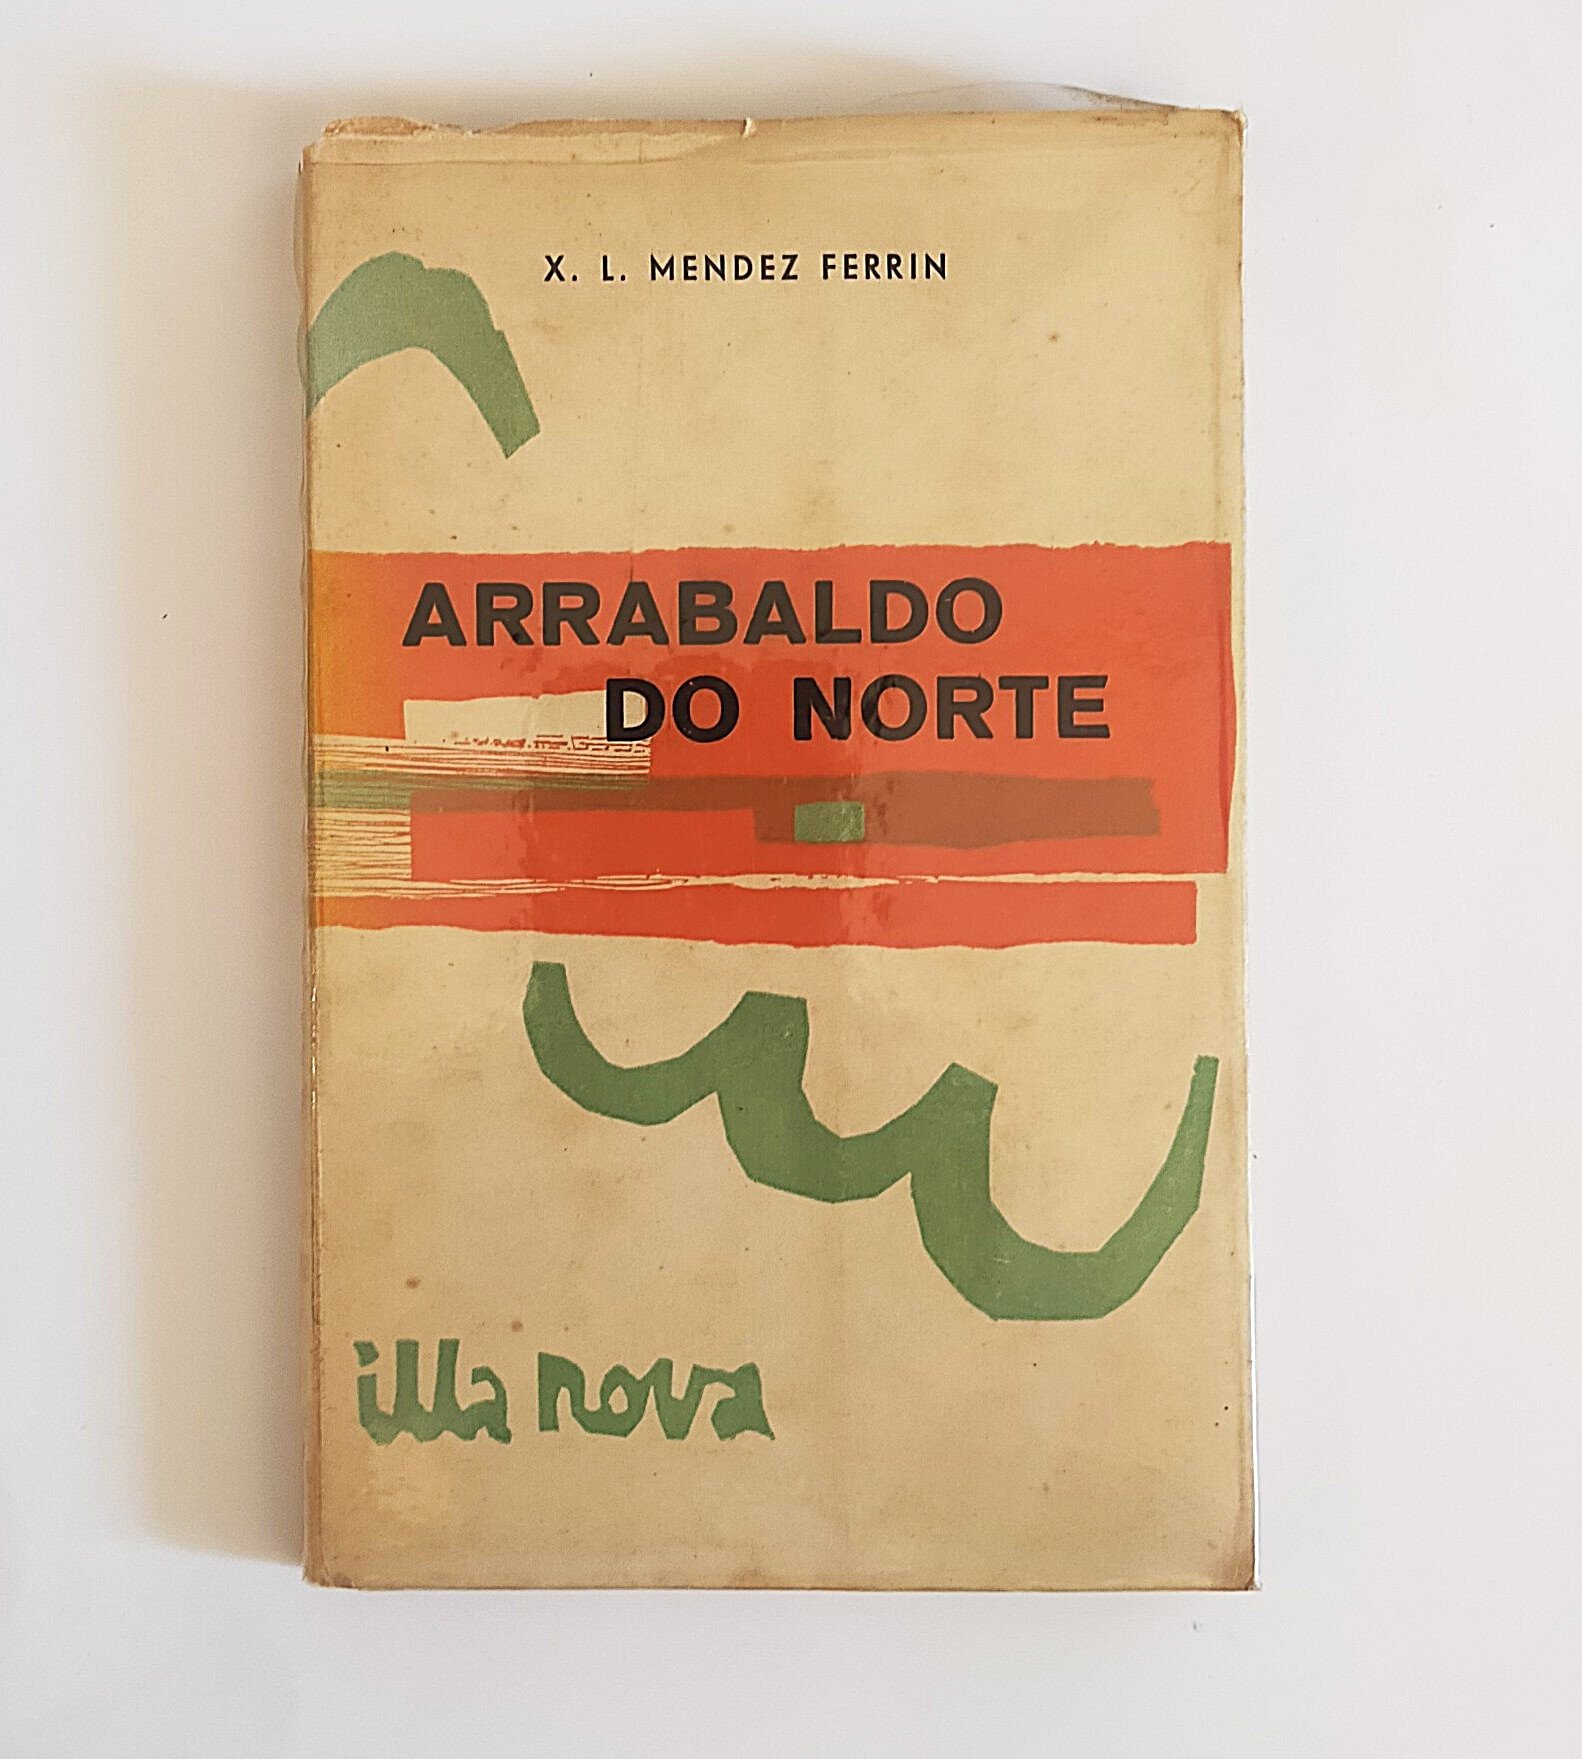 X. L. MENDEZ FERRIN
ARRABALDO
DO NORTE
illa nova